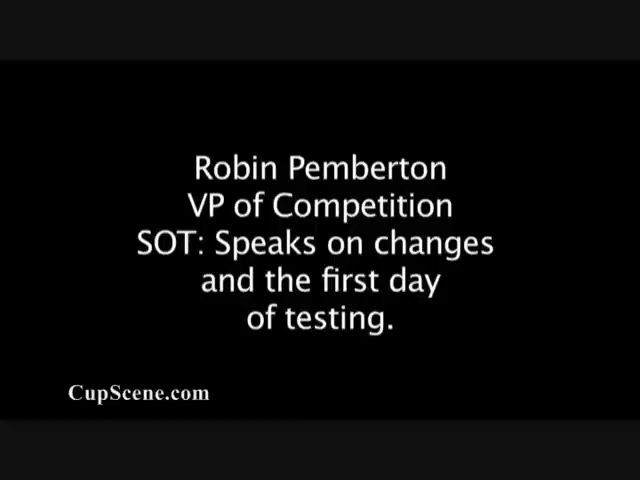 Robin Pemberton
VP of Competition
SOT: Speaks on changes
and the first day
of testing.
CupScene.com